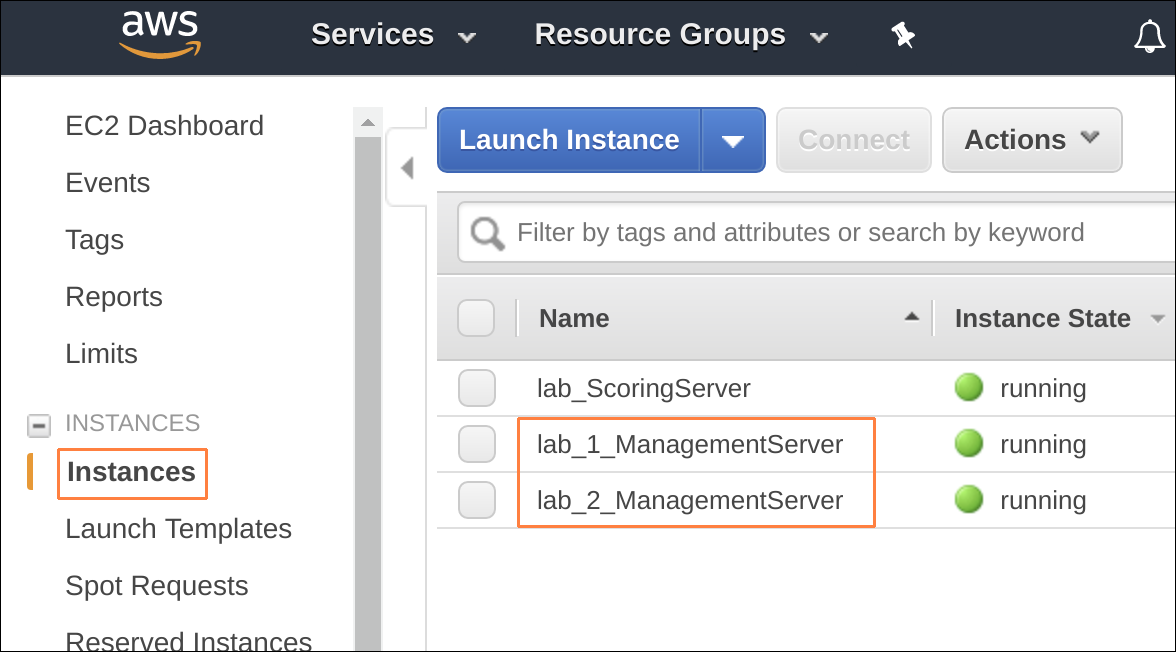 aws Services Resource Groups
EC2 Dashboard
Events
Tags
Reports
Limits
INSTANCES
Instances
Launch Templates
Spot Requests
Reserved Instances
Launch Instance Connect Actions
Filter by tags and attributes or search by keyword
Name Instance State
lab_ScoringServer running
lab_1_ManagementServer running
lab_2_ManagementServer running